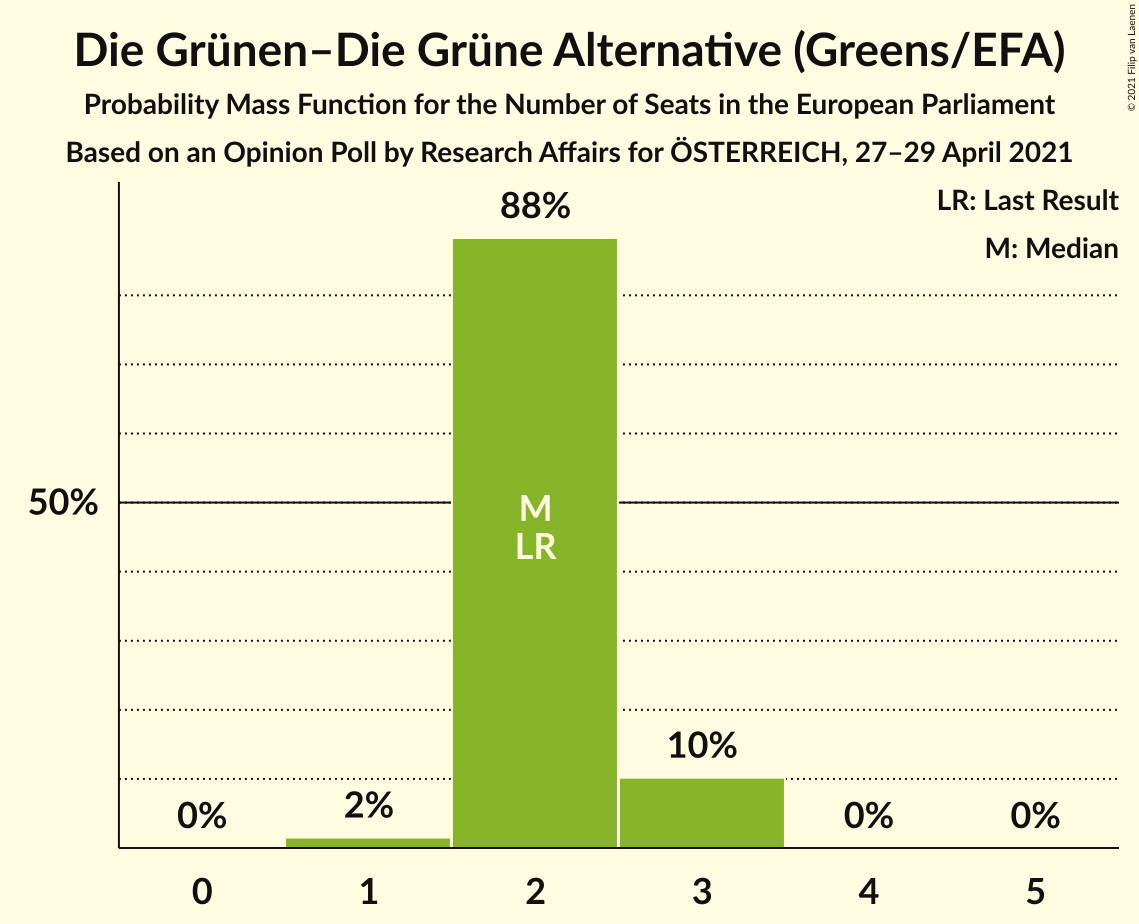 Die Grünen–Die Grüne Alternative (Greens/EFA)
Probability Mass Function for the Number of Seats in the European Parliament
Based on an Opinion Poll by Research Affairs for ÖSTERREICH, 27–29 April 2021
© 2021 Filip van Laenen
LR: Last Result
M: Median
88%
50%
M
LR
10%
0%
2%
0%
0%
0
1
2
3
4
5